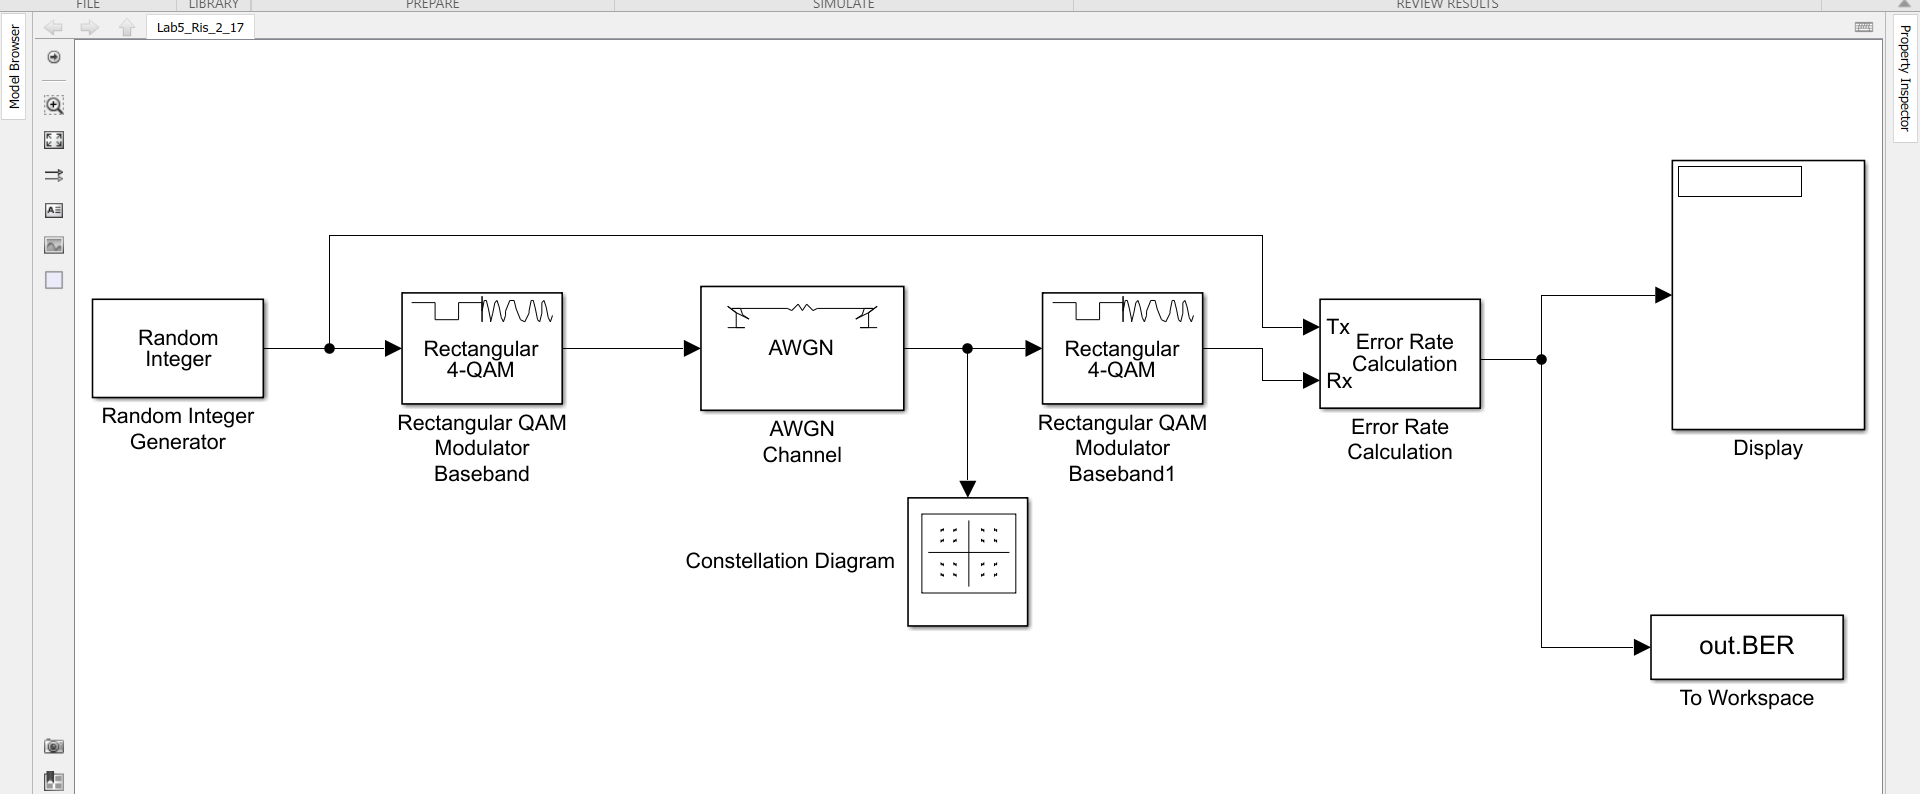 FILE
LIBRARY
PREPARE
SIMULATE
REVIEW RESULTS
Model Browser
Lab5_Ris_2_17
Property Inspector
Random
Integer
Random Integer
Generator
Rectangular
4-QAM
Rectangular QAM
Modulator
Baseband
AWGN
AWGN
Channel
Rectangular
4-QAM
Rectangular QAM
Modulator
Baseband1
Tx
Rx
Error Rate
Calculation
Error Rate
Calculation
Display
Constellation Diagram
out.BER
To Workspace